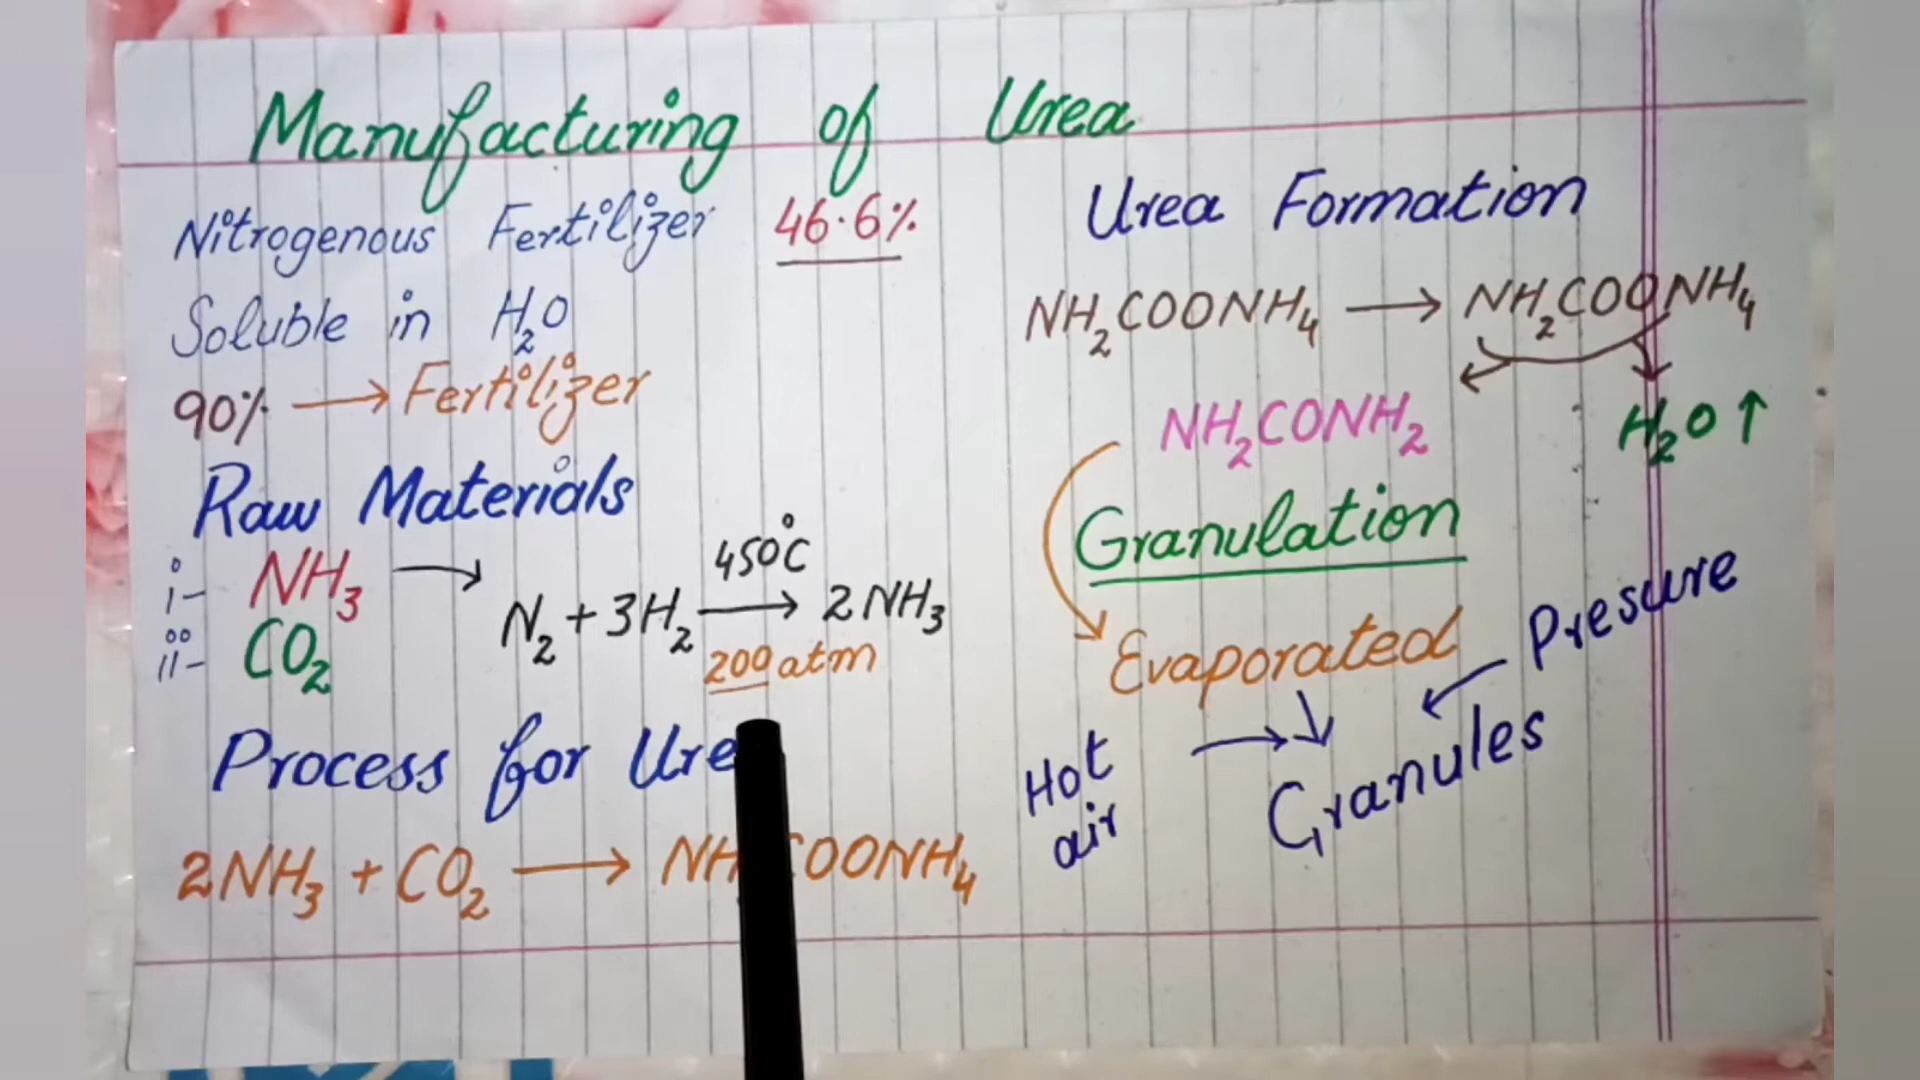 Manufacturing of Urea
Nitrogenous Fertilizer 46.6%
Soluble in H₂O
90% → Fertilizer
Raw Materials
i- NH₃ → N₂ + 3H₂ 450°C → 200 atm 2NH₃
ii- CO₂
Process for Ure
2NH₃ + CO₂ → NH COONH₄
Urea Formation
NH₂COONH₄ → NH₂COONH₄
NH₂CONH₂ H₂O↑
Granulation
Evaporated
Presure
Hot air →
Granules